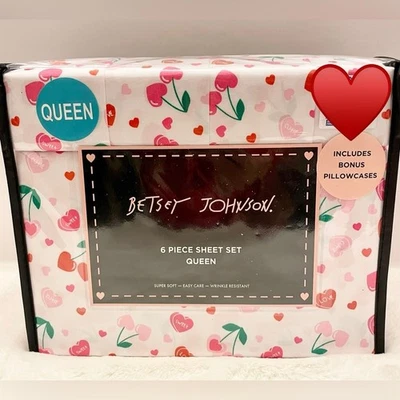 QUEEN
INCLUDES
BONUS
PILLOWCASES
BETSEY JOHNSON.
6 PIECE SHEET SET
QUEEN
SUPER SOFT — EASY CARE — WRINKLE RESISTANT